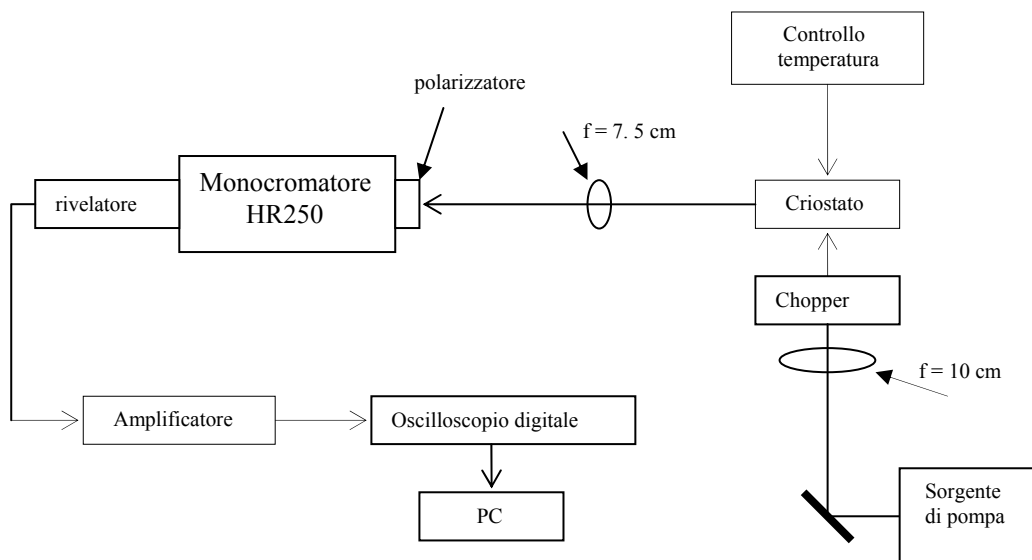 Controllo
temperatura
polarizzatore
f = 7. 5 cm
Monocromatore
HR250
rivelatore
Criostato
Chopper
f = 10 cm
Amplificatore
Oscilloscopio digitale
PC
Sorgente
di pompa